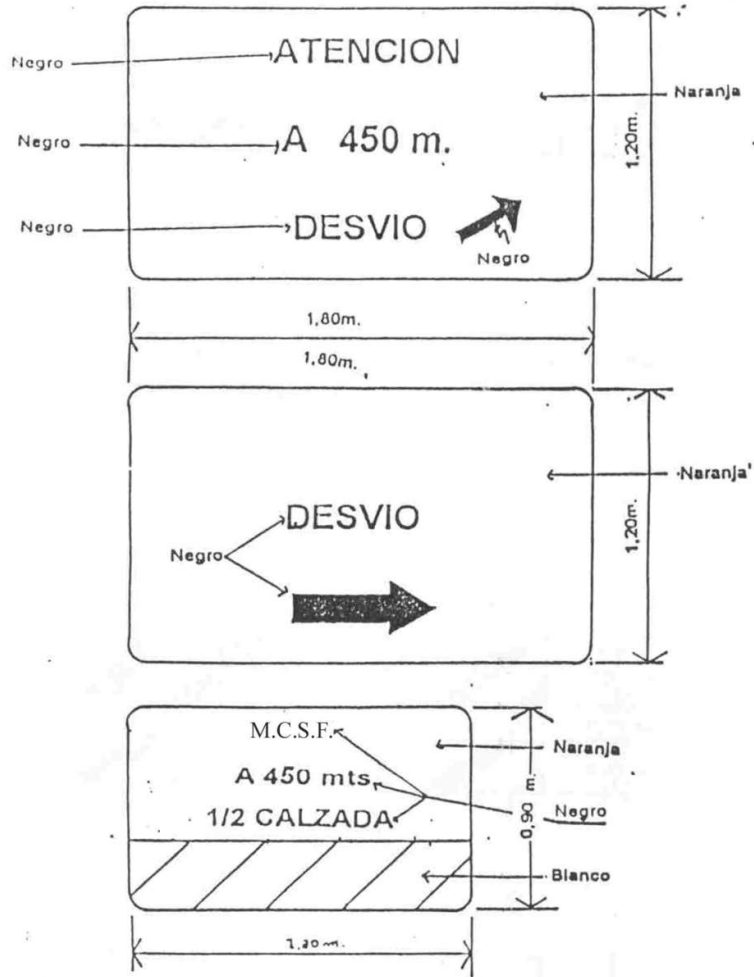 Negro
ATENCION
Naranja
Negro
A 450 m.
1,20m.
Negro
DESVIO
Negro
1,80m.
1,80m.
Naranja
DESVIO
Negro
1,20m.
M.C.S.F.
Naranja
A 450 mts
Negro
1/2 CALZADA
0,90 m
Blanco